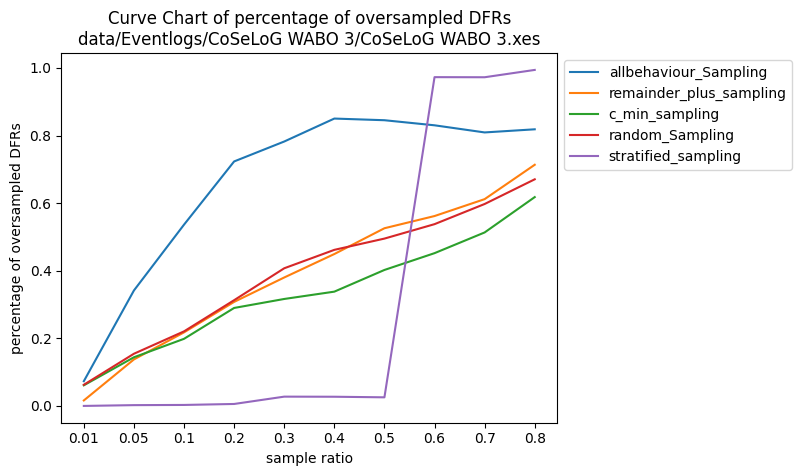 Curve Chart of percentage of oversampled DFRs
data/Eventlogs/CoSeLoG WABO 3/CoSeLoG WABO 3.xes
percentage of oversampled DFRs
1.0
0.8
0.6
0.4
0.2
0.0
0.01 0.05 0.1 0.2 0.3 0.4 0.5 0.6 0.7 0.8
sample ratio
allbehaviour_Sampling
remainder_plus_sampling
c_min_sampling
random_Sampling
stratified_sampling